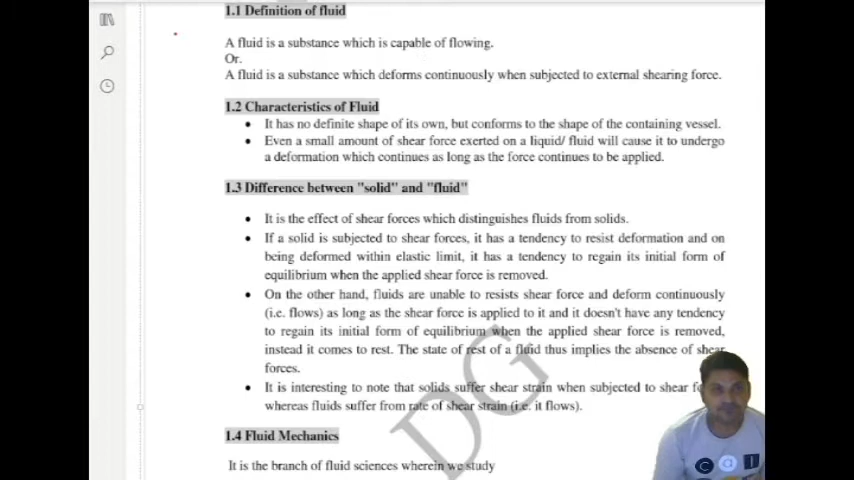 1.1 Definition of fluid
A fluid is a substance which is capable of flowing.
Or.
A fluid is a substance which deforms continuously when subjected to external shearing force.
1.2 Characteristics of Fluid
• It has no definite shape of its own, but conforms to the shape of the containing vessel.
• Even a small amount of shear force exerted on a liquid/ fluid will cause it to undergo
a deformation which continues as long as the force continues to be applied.
1.3 Difference between "solid" and "fluid"
• It is the effect of shear forces which distinguishes fluids from solids.
• If a solid is subjected to shear forces, it has a tendency to resist deformation and on
being deformed within elastic limit, it has a tendency to regain its initial form of
equilibrium when the applied shear force is removed.
• On the other hand, fluids are unable to resists shear force and deform continuously
(i.e. flows) as long as the shear force is applied to it and it doesn't have any tendency
to regain its initial form of equilibrium when the applied shear force is removed,
instead it comes to rest. The state of rest of a fluid thus implies the absence of shear
forces.
• It is interesting to note that solids suffer shear strain when subjected to shear
whereas fluids suffer from rate of shear strain (i.e. it flows).
1.4 Fluid Mechanics
It is the branch of fluid sciences wherein we study
DG